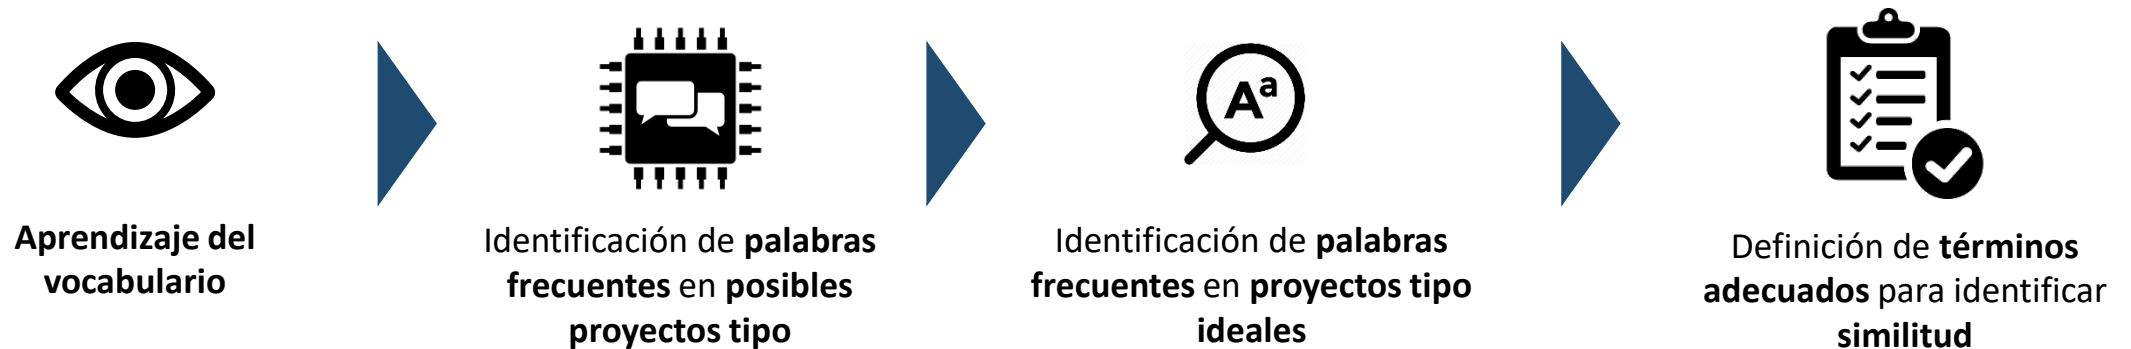 Aa
Aprendizaje del
vocabulario
Identificación de palabras
frecuentes en posibles
proyectos tipo
Identificación de palabras
frecuentes en proyectos tipo
ideales
Definición de términos
adecuados para identificar
similitud